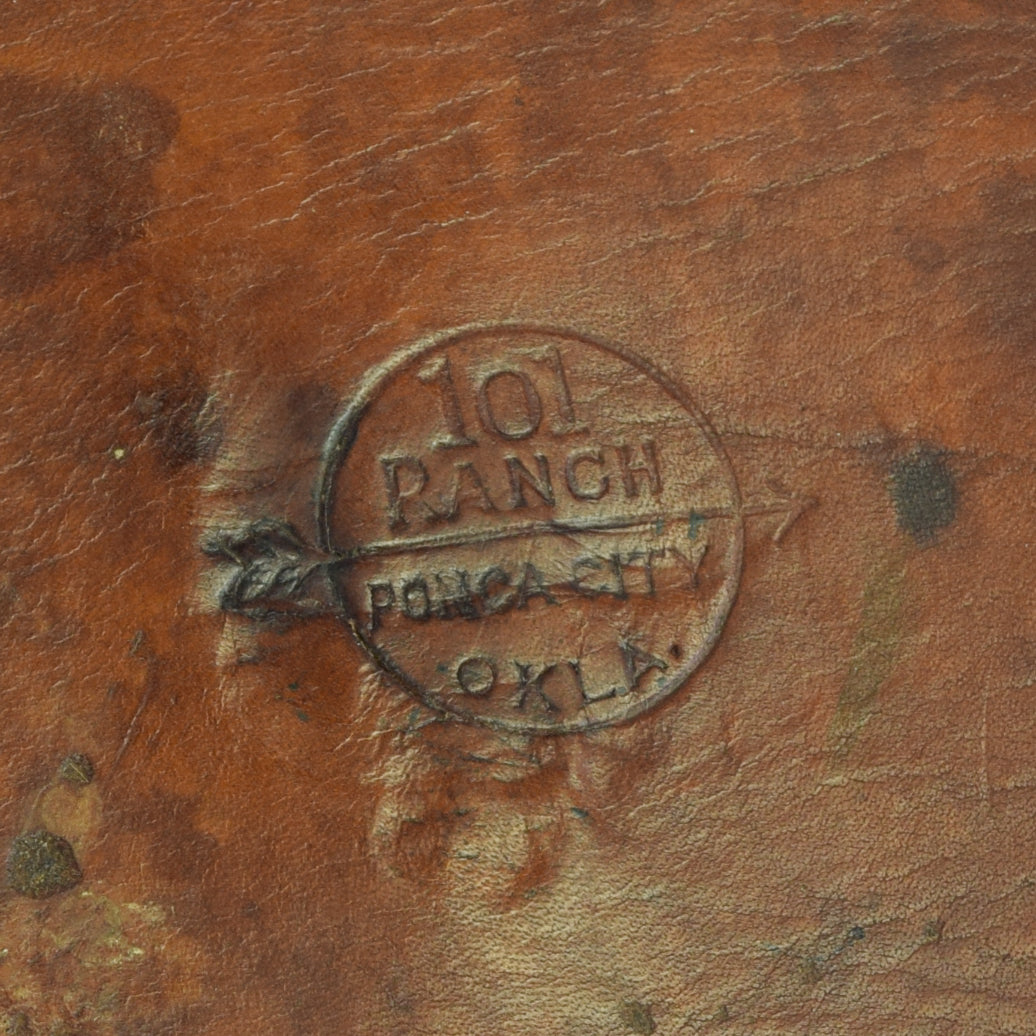 101
RANCH
PONCA CITY
OKLA.